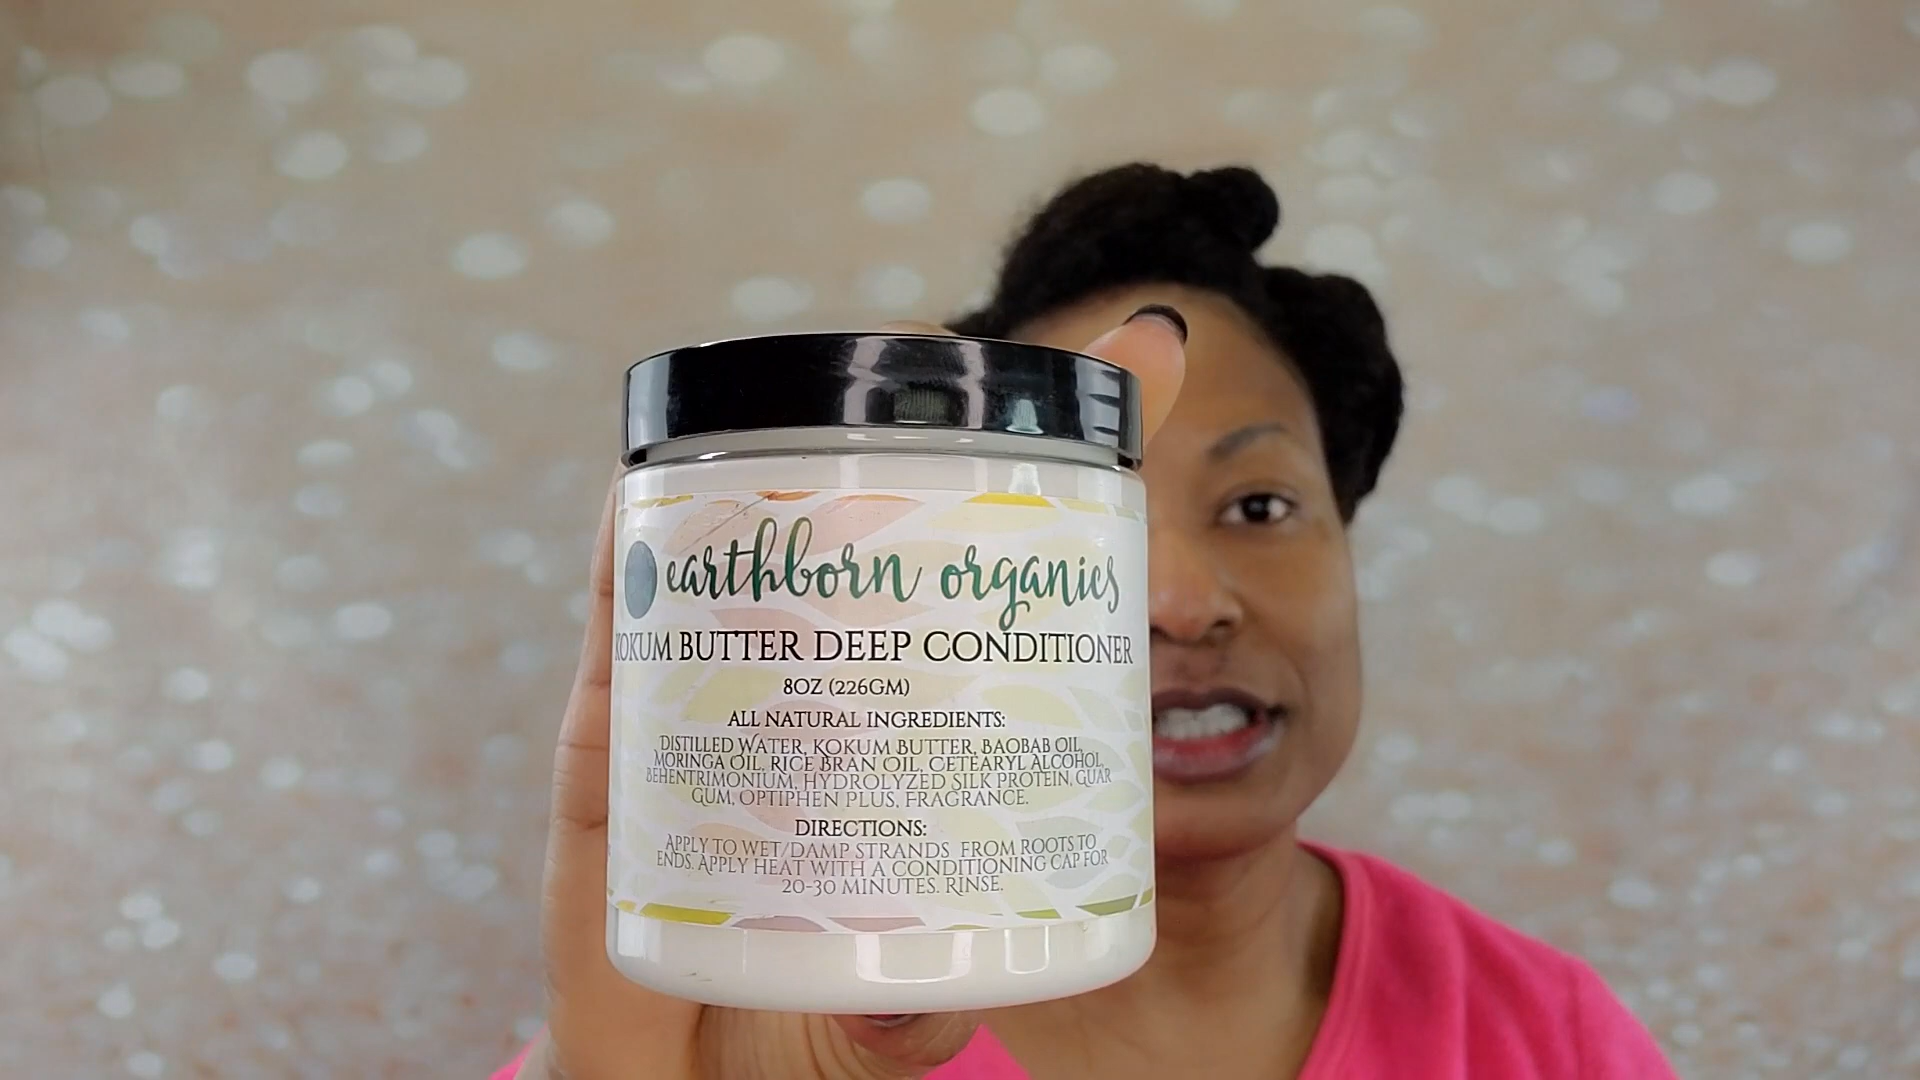 earthborn organics
KOKUM BUTTER DEEP CONDITIONER
8OZ (226GM)
ALL NATURAL INGREDIENTS:
DISTILLED WATER, KOKUM BUTTER, BAOBAB OIL,
MORINGA OIL, RICE BRAN OIL, CETEARYL ALCOHOL,
BEHENTRIMONIUM, HYDROLYZED SILK PROTEIN, GUAR
GUM, OPTIPHEN PLUS, FRAGRANCE.
DIRECTIONS:
APPLY TO WET/DAMP STRANDS FROM ROOTS TO
ENDS. APPLY HEAT WITH A CONDITIONING CAP FOR
20-30 MINUTES. RINSE.